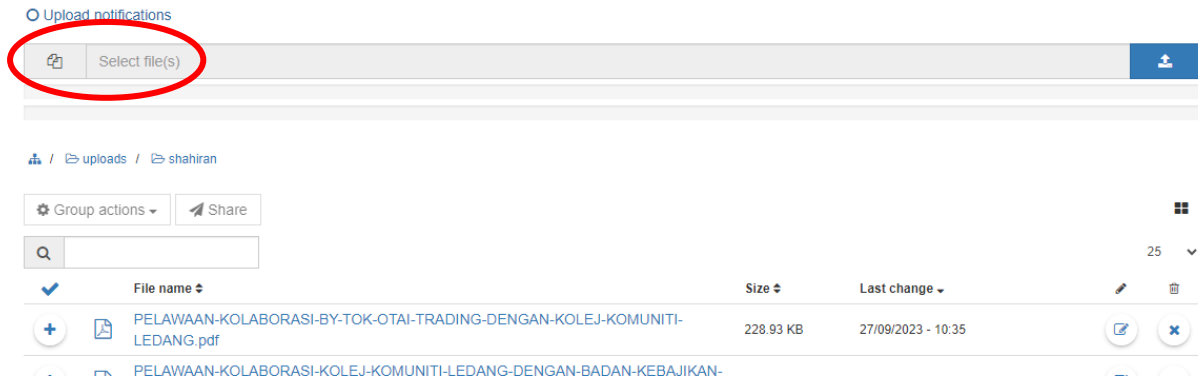 Upload notifications
Select file(s)
/ uploads / shahiran
Group actions Share
25
File name Size Last change
PELAWAAN-KOLABORASI-BY-TOK-OTAI-TRADING-DENGAN-KOLEJ-KOMUNITI-
LEDANG.pdf
228.93 KB 27/09/2023 - 10:35
PELAWAAN-KOLABORASI-KOLEJ-KOMUNITI-LEDANG-DENGAN-BADAN-KEBAJIKAN-